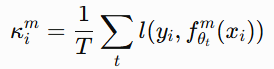 κ_i^m = \frac{1}{T} \sum_t l(y_i, f_{θ_t}^m(x_i))